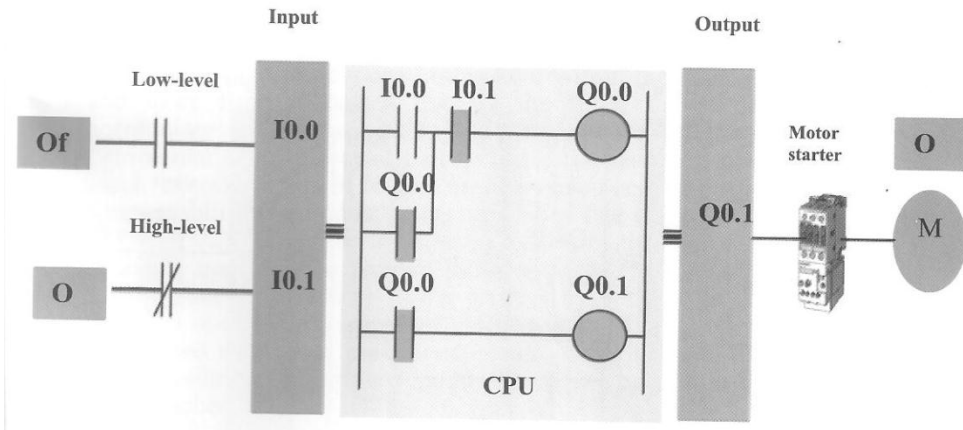 Input
Output
Low-level
Of
I0.0
I0.0
I0.1
Q0.0
Motor
starter
O
Q0.0
Q0.1
M
High-level
O
I0.1
Q0.0
Q0.1
CPU